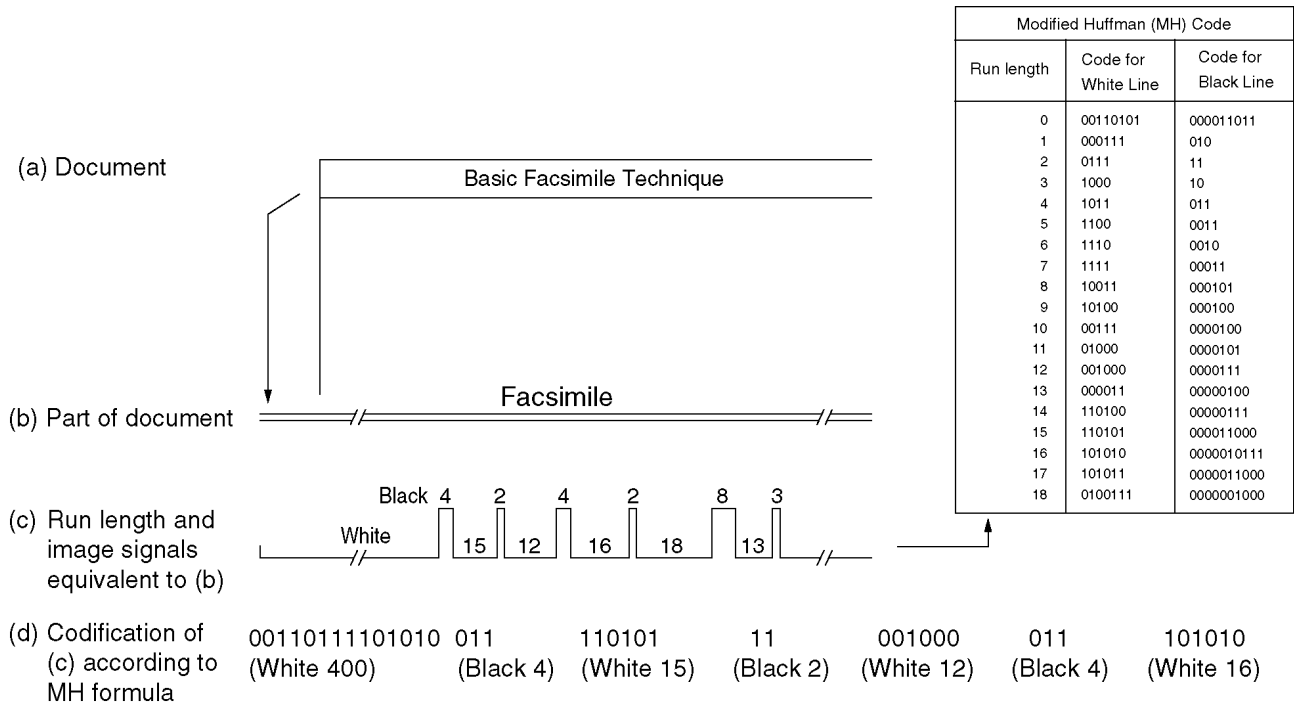 Modified Huffman (MH) Code
Run length Code for White Line Code for Black Line
0 00110101 000011011
1 000111 010
2 0111 11
3 1000 10
4 1011 011
5 1100 0011
6 1110 0010
7 1111 00011
8 10011 000101
9 10100 000100
10 00111 0000100
11 01000 0000101
12 001000 0000111
13 000011 00000100
14 110100 00000111
15 110101 000011000
16 101010 0000010111
17 101011 0000011000
18 0100111 0000001000
(a) Document
Basic Facsimile Technique
(b) Part of document
Facsimile
(c) Run length and
image signals
equivalent to (b)
Black 4 2 4 2 8 3
White 15 12 16 18 13
(d) Codification of
(c) according to
MH formula
00110111101010 011 110101 11 001000 011 101010
(White 400) (Black 4) (White 15) (Black 2) (White 12) (Black 4) (White 16)